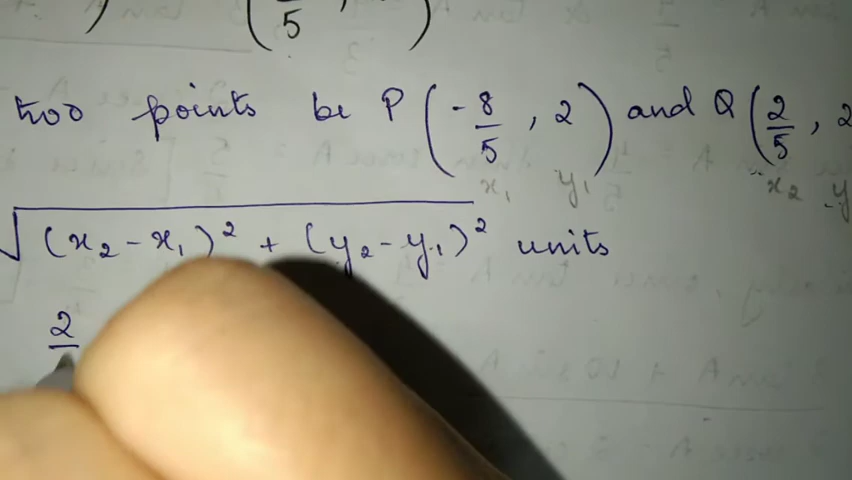 ) ( 5 , )
two points be P ( -8/5 , 2 ) and Q ( 2/5 , 2
x₁ y₁ x₂ y
√ (x₂ - x₁)² + (y₂ - y₁)² units
2